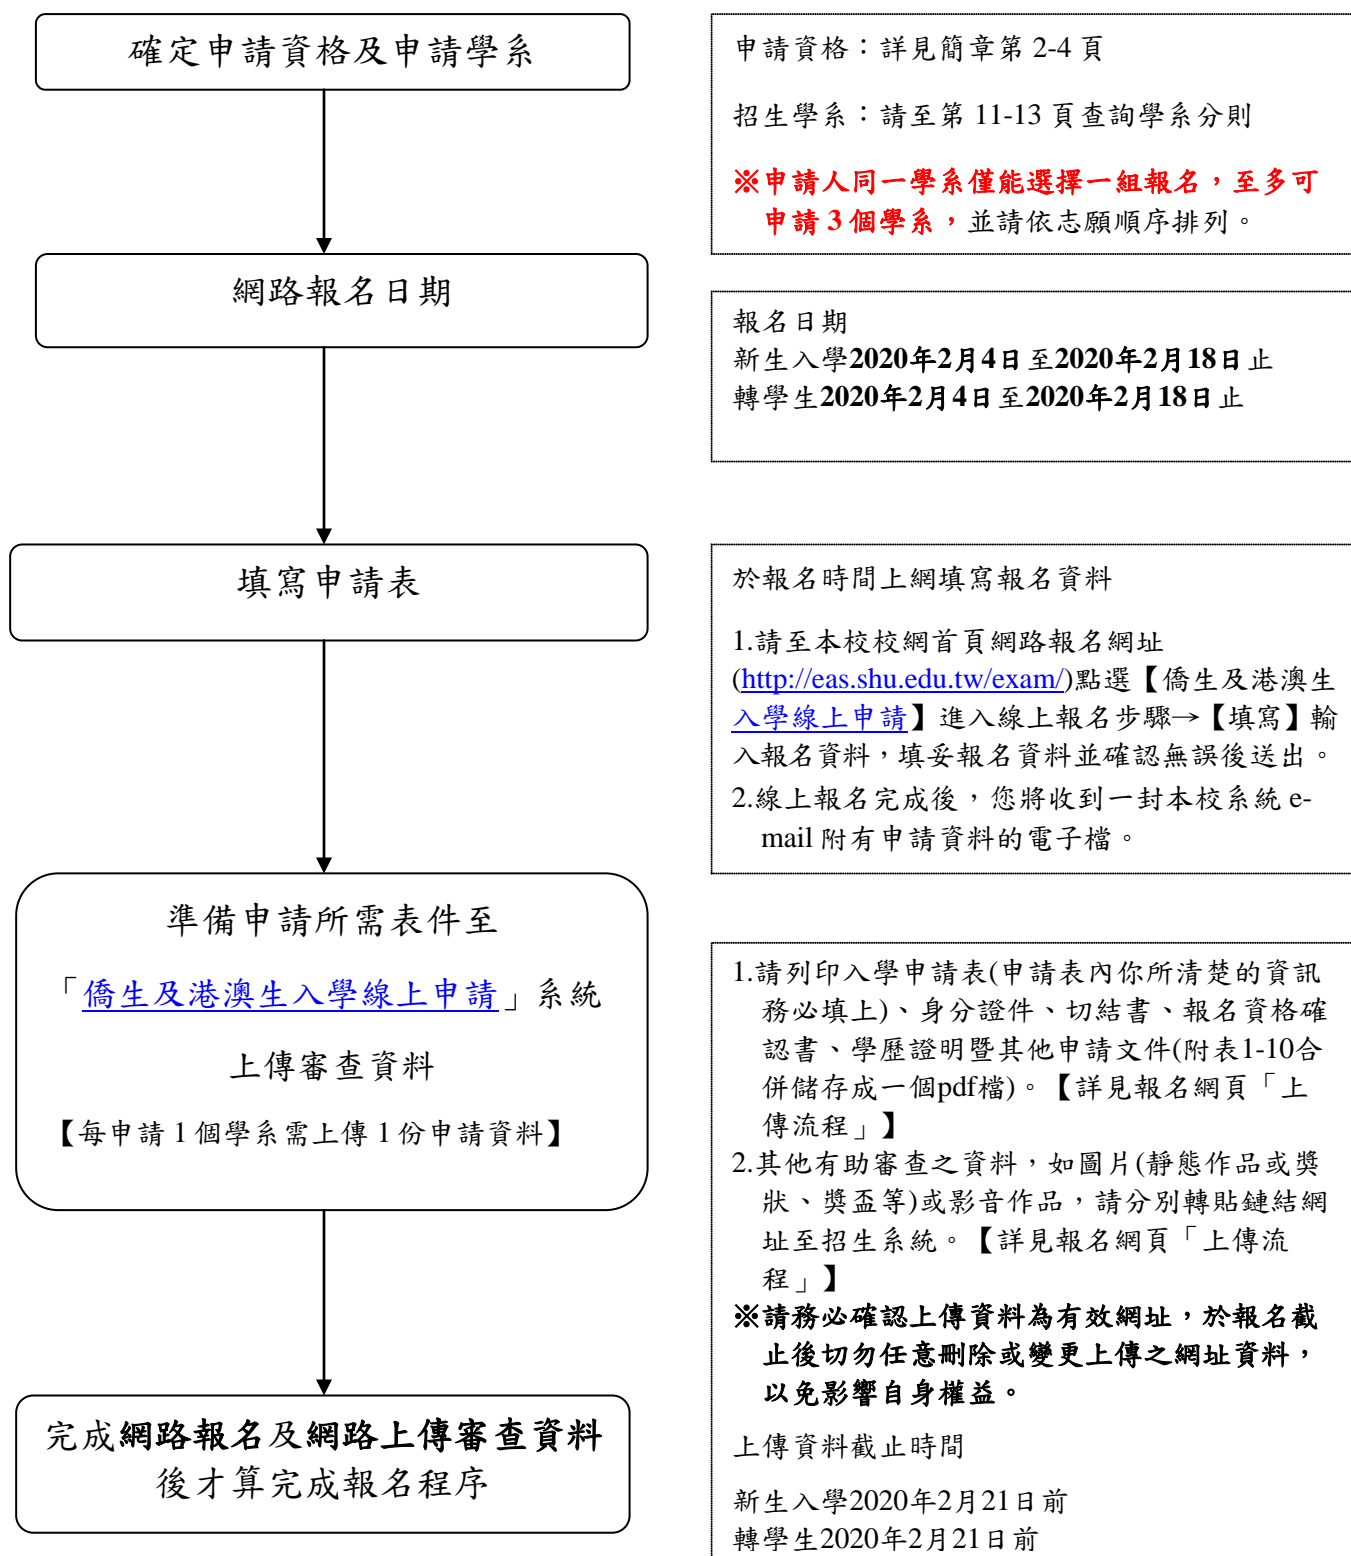 確定申請資格及申請學系
申請資格：詳見簡章第 2-4 頁
招生學系：請至第 11-13 頁查詢學系分則
※申請人同一學系僅能選擇一組報名，至多可
申請 3 個學系，並請依志願順序排列。
網路報名日期
報名日期
新生入學2020年2月4日至2020年2月18日止
轉學生2020年2月4日至2020年2月18日止
填寫申請表
於報名時間上網填寫報名資料
1.請至本校校網首頁網路報名網址
(http://eas.shu.edu.tw/exam/)點選【僑生及港澳生
入學線上申請】進入線上報名步驟→【填寫】輸
入報名資料，填妥報名資料並確認無誤後送出。
2.線上報名完成後，您將收到一封本校系統 e-
mail 附有申請資料的電子檔。
準備申請所需表件至
「僑生及港澳生入學線上申請」系統
上傳審查資料
【每申請 1 個學系需上傳 1 份申請資料】
1.請列印入學申請表(申請表內你所清楚的資訊
務必填上)、身分證件、切結書、報名資格確
認書、學歷證明暨其他申請文件(附表1-10合
併儲存成一個pdf檔)。【詳見報名網頁「上
傳流程」】
2.其他有助審查之資料，如圖片(靜態作品或獎
狀、獎盃等)或影音作品，請分別轉貼鏈結網
址至招生系統。【詳見報名網頁「上傳流
程」】
※請務必確認上傳資料為有效網址，於報名截
止後切勿任意刪除或變更上傳之網址資料，
以免影響自身權益。
上傳資料截止時間
新生入學2020年2月21日前
轉學生2020年2月21日前
完成網路報名及網路上傳審查資料
後才算完成報名程序